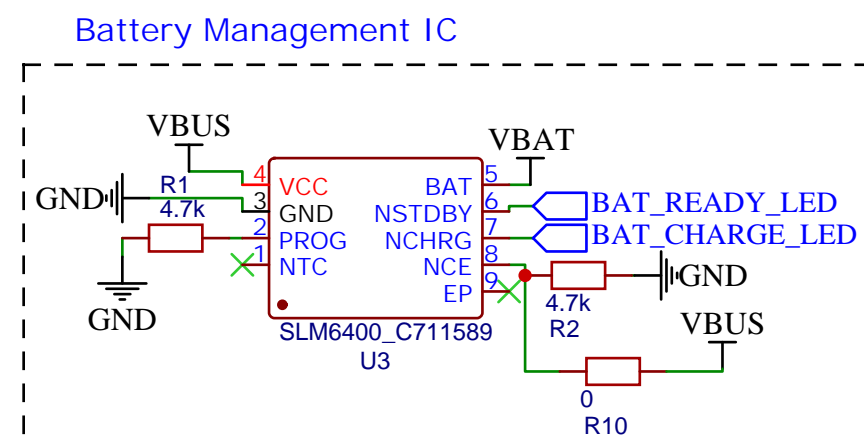 Battery Management IC
VBUS
VBAT
GND
R1
4.7k
4
VCC
3
GND
2
PROG
1
NTC
BAT
5
NSTDBY
6
NCHRG
7
NCE
8
EP
9
BAT_READY_LED
BAT_CHARGE_LED
GND
GND
4.7k
R2
SLM6400_C711589
U3
VBUS
0
R10